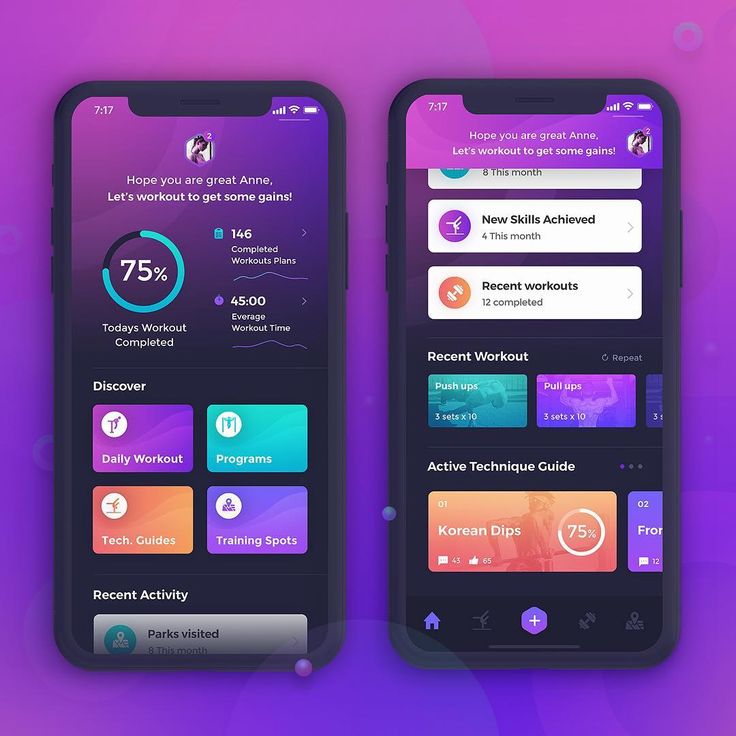 7:17
2
Hope you are great Anne,
Let's workout to get some gains!
75%
Todays Workout
Completed
146
Completed
Workouts Plans
45:00
Everage
Workout Time
Discover
Daily Workout
Programs
Tech. Guides
Training Spots
Recent Activity
Parks visited
8 This month
7:17
Hope you are great Anne,
Let's workout to get some gains!
2
8 This month
New Skills Achieved
4 This month
Recent workouts
12 completed
Recent Workout
Repeat
Push ups
3 sets x 10
Pull ups
3 sets x 10
3 s
Active Technique Guide
01
Korean Dips
75%
43
65
02
Fron
12